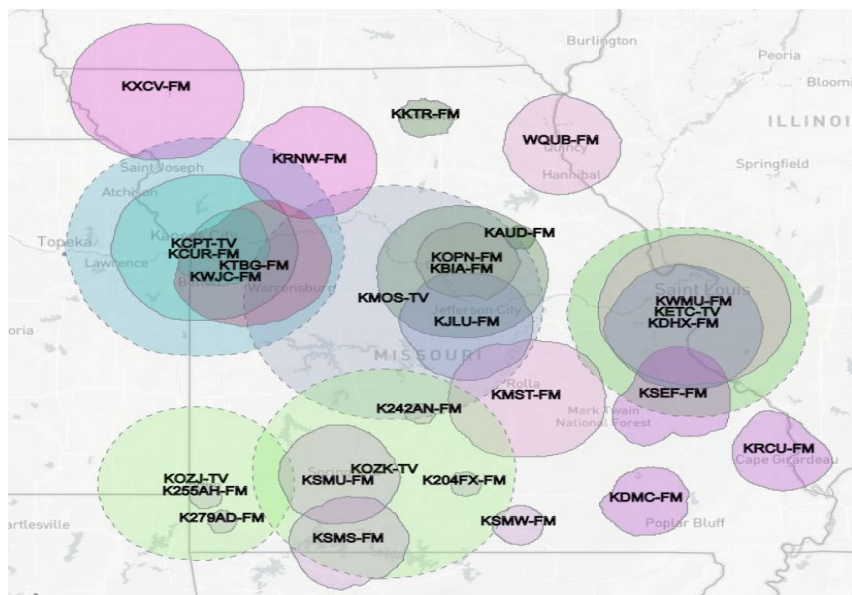 Burlington
Peoria
KXCV-FM
Bloomi
KKTR-FM
ILLINOI
WQUB-FM
Quincy
KRNW-FM
Saint Joseph
Springfield
Hannibal
Atchison
KAUD-FM
Kansas City
Topeka
KCPT-TV
KCUR-FM
KOPN-FM
Lawrence
KTBG-FM
KBIA-FM
KWJC-FM
Warrensburg
Saint Louis
KMOS-TV
KWMU-FM
Jefferson City
KETC-TV
KJLU-FM
KDHX-FM
oria
MISSOURI
Rolla
KMST-FM
KSEF-FM
K242AN-FM
Mark Twain
National Forest
KRCU-FM
Cape Girardeau
KOZK-TV
KOZJ-TV
KSMU-FM
K204FX-FM
K255AH-FM
KDMC-FM
K279AD-FM
artlesville
KSMW-FM
Poplar Bluff
KSMS-FM